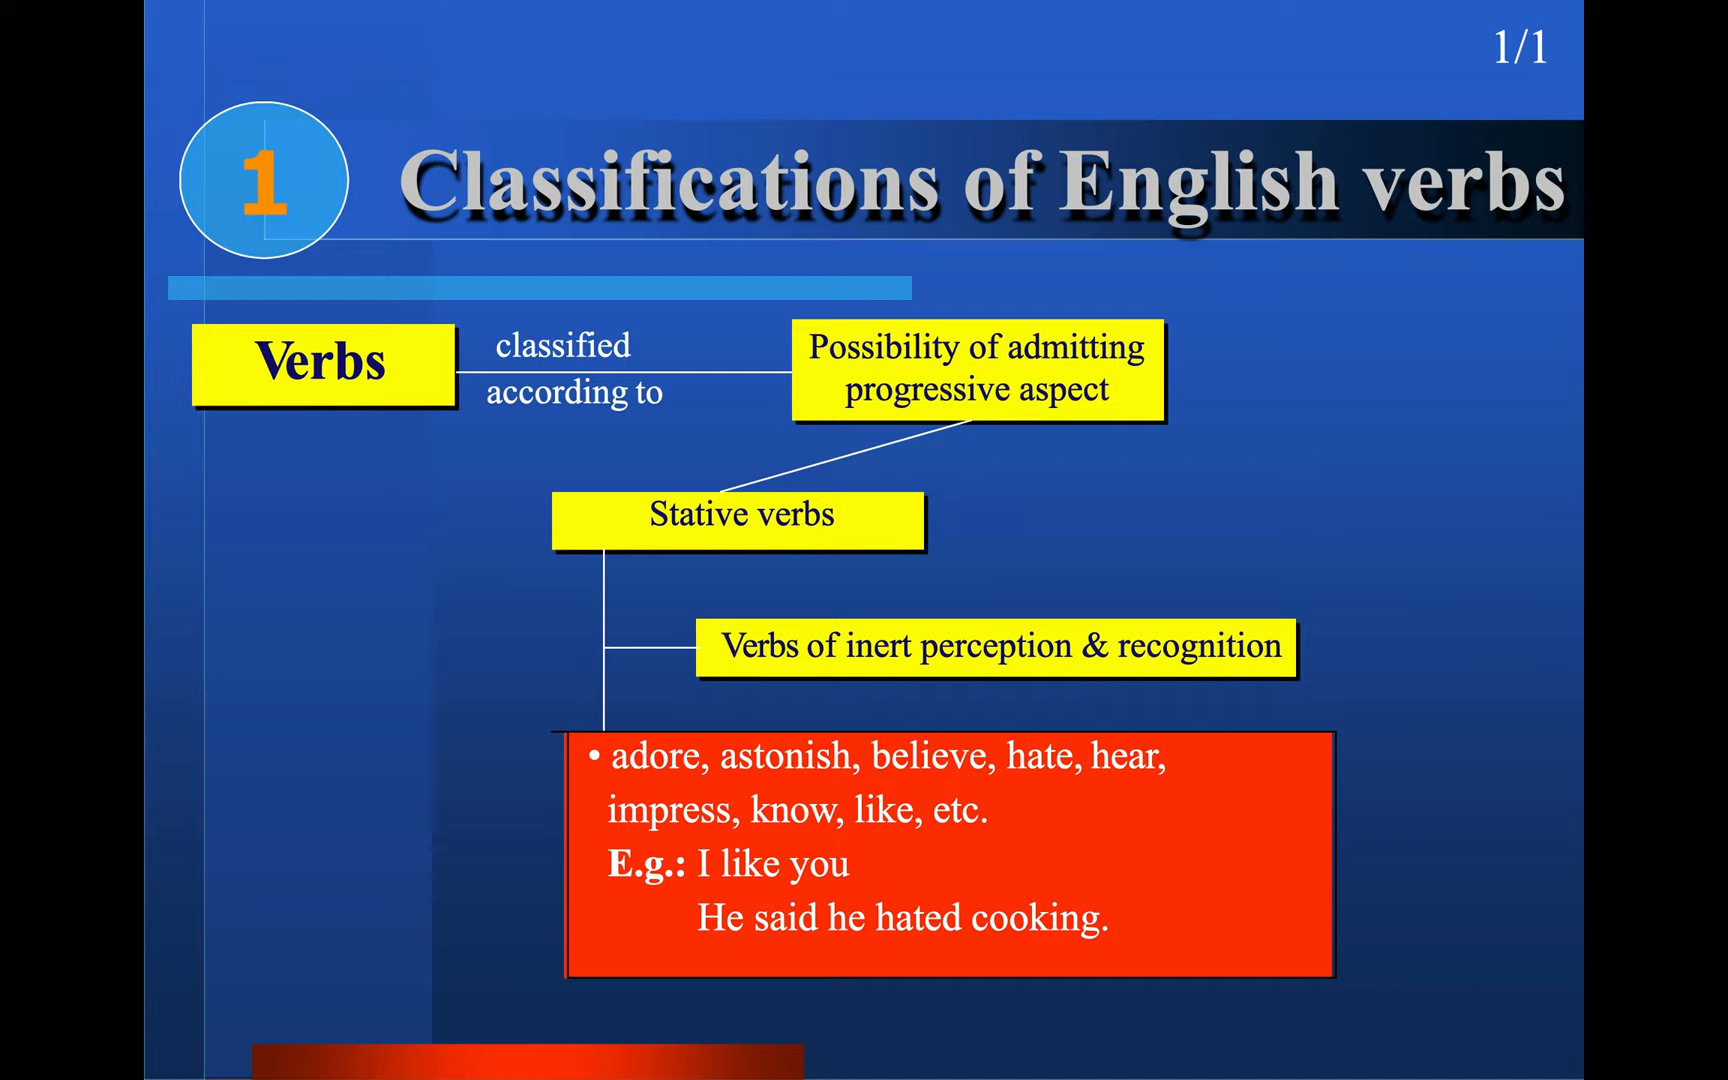 1/1
1
Classifications of English verbs
Verbs
classified
according to
Possibility of admitting
progressive aspect
Stative verbs
Verbs of inert perception & recognition
• adore, astonish, believe, hate, hear,
impress, know, like, etc.
E.g.: I like you
He said he hated cooking.